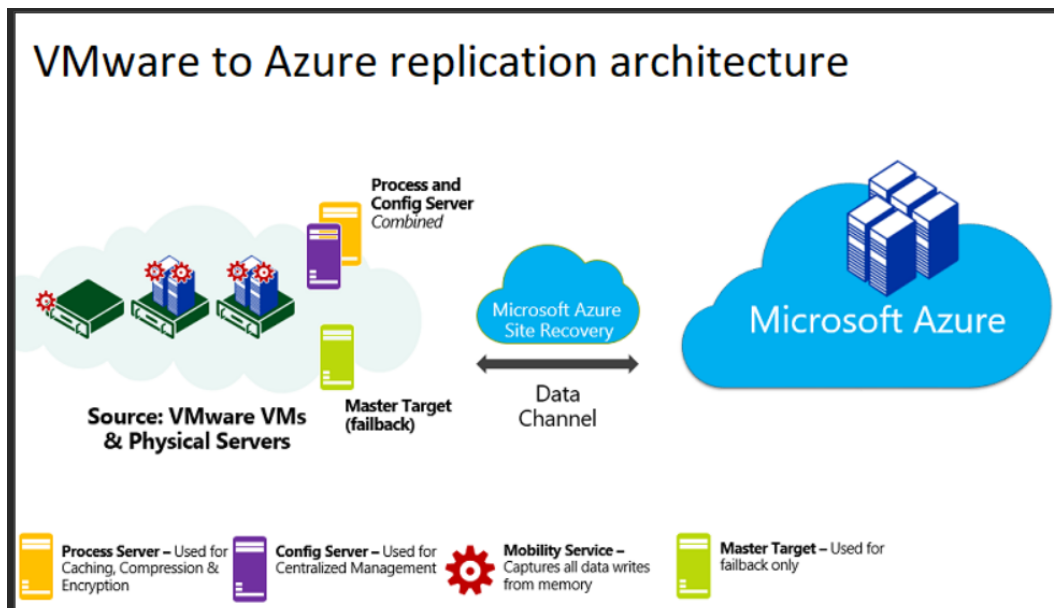 VMware to Azure replication architecture
Process and
Config Server
Combined
Microsoft Azure
Site Recovery
Microsoft Azure
Data
Channel
Master Target
(failback)
Source: VMware VMs
& Physical Servers
Process Server – Used for
Caching, Compression &
Encryption
Config Server – Used for
Centralized Management
Mobility Service –
Captures all data writes
from memory
Master Target – Used for
failback only